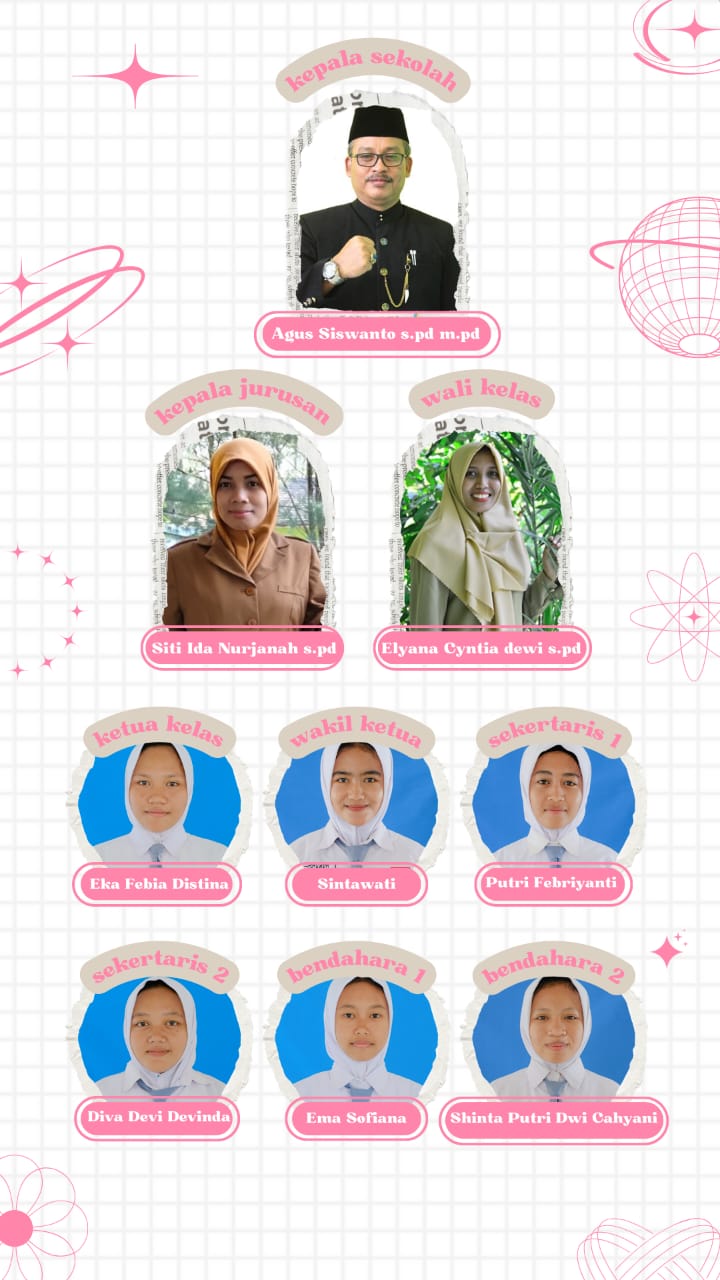 kepala sekolah
Agus Siswanto s.pd m.pd
kepala jurusan
Siti Ida Nurjanah s.pd
wali kelas
Elyana Cyntia dewi s.pd
ketua kelas
Eka Febia Distina
wakil ketua
Sintawati
sekertaris 1
Putri Febriyanti
sekertaris 2
Diva Devi Devinda
bendahara 1
Ema Sofiana
bendahara 2
Shinta Putri Dwi Cahyani